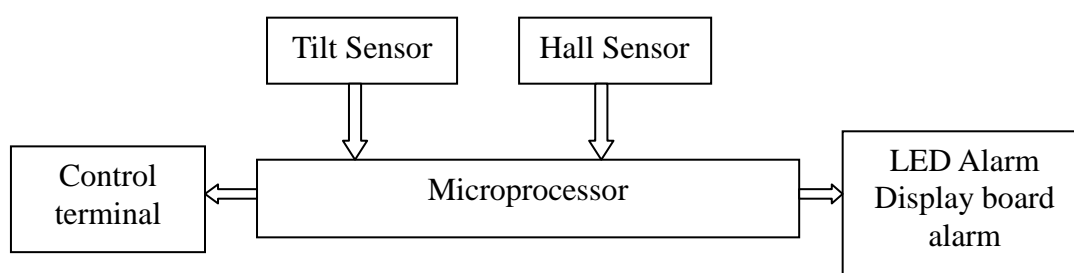 Tilt Sensor
Hall Sensor
Control
terminal
Microprocessor
LED Alarm
Display board
alarm